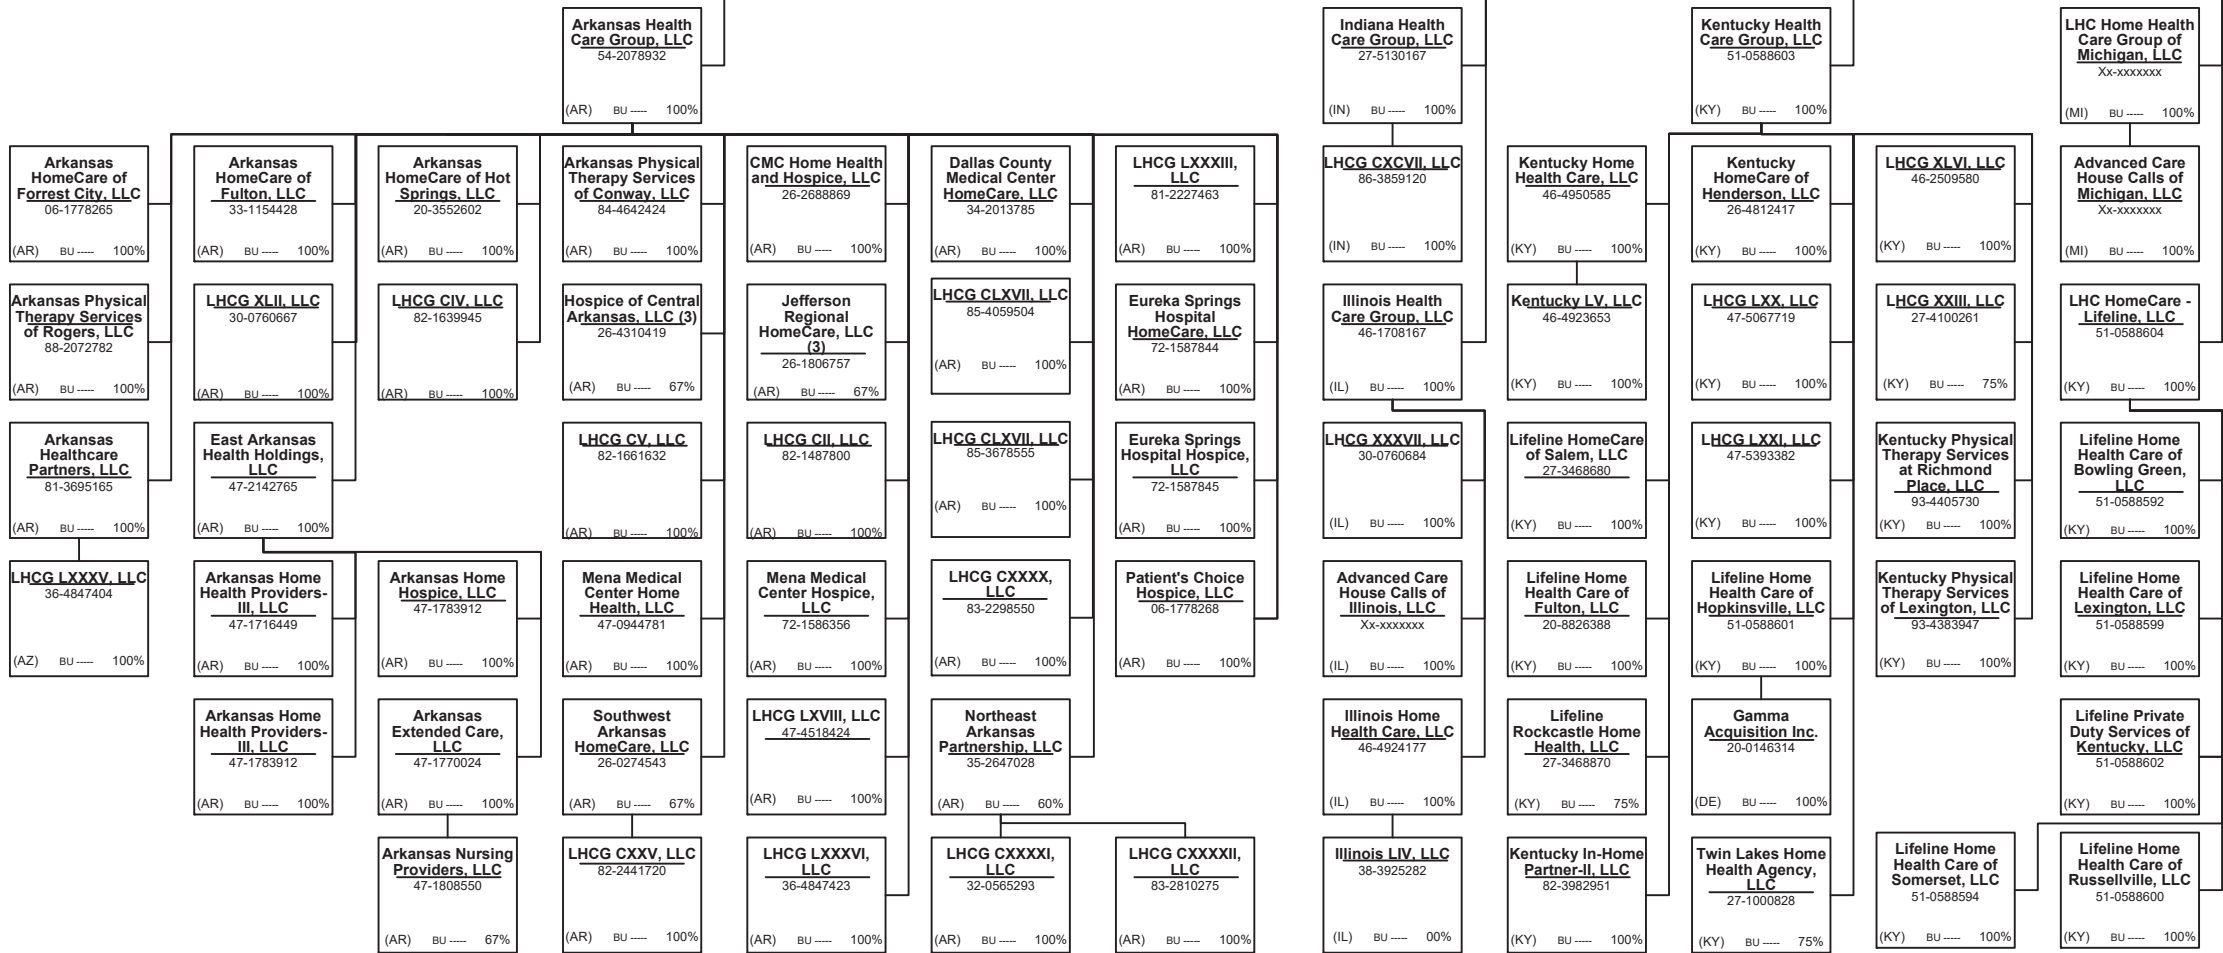 Arkansas Health
Care Group, LLC
54-2078932
(AR) BU ----- 100%
Indiana Health
Care Group, LLC
27-5130167
(IN) BU ----- 100%
Kentucky Health
Care Group, LLC
51-0588603
(KY) BU ----- 100%
LHC Home Health
Care Group of
Michigan, LLC
Xx-xxxxxxx
(MI) BU ----- 100%
Arkansas
HomeCare of
Forrest City, LLC
06-1778265
(AR) BU ----- 100%
Arkansas
HomeCare of
Fulton, LLC
33-1154428
(AR) BU ----- 100%
Arkansas
HomeCare of Hot
Springs, LLC
20-3552602
(AR) BU ----- 100%
Arkansas Physical
Therapy Services
of Conway, LLC
84-4642424
(AR) BU ----- 100%
CMC Home Health
and Hospice, LLC
26-2688869
(AR) BU ----- 100%
Dallas County
Medical Center
HomeCare, LLC
34-2013785
(AR) BU ----- 100%
LHCG LXXXIII,
LLC
81-2227463
(AR) BU ----- 100%
LHCG CXCVII, LLC
86-3859120
(IN) BU ----- 100%
Kentucky Home
Health Care, LLC
46-4950585
(KY) BU ----- 100%
Kentucky
HomeCare of
Henderson, LLC
26-4812417
(KY) BU ----- 100%
LHCG XLVI, LLC
46-2509580
(KY) BU ----- 100%
Advanced Care
House Calls of
Michigan, LLC
Xx-xxxxxxx
(MI) BU ----- 100%
Arkansas Physical
Therapy Services
of Rogers, LLC
88-2072782
(AR) BU ----- 100%
LHCG XLII, LLC
30-0760667
(AR) BU ----- 100%
LHCG CIV, LLC
82-1639945
(AR) BU ----- 100%
Hospice of Central
Arkansas, LLC (3)
26-4310419
(AR) BU ----- 67%
Jefferson
Regional
HomeCare, LLC
(3)
26-1806757
(AR) BU ----- 67%
LHCG CLXVII, LLC
85-4059504
(AR) BU ----- 100%
Eureka Springs
Hospital
HomeCare, LLC
72-1587844
(AR) BU ----- 100%
Illinois Health
Care Group, LLC
46-1708167
(IL) BU ----- 100%
Kentucky LV, LLC
46-4923653
(KY) BU ----- 100%
LHCG LXX, LLC
47-5067719
(KY) BU ----- 100%
LHCG XXIII, LLC
27-4100261
(KY) BU ----- 75%
LHC HomeCare -
Lifeline, LLC
51-0588604
(KY) BU ----- 100%
Arkansas
Healthcare
Partners, LLC
81-3695165
(AR) BU ----- 100%
East Arkansas
Health Holdings,
LLC
47-2142765
(AR) BU ----- 100%
LHCG CV, LLC
82-1661632
(AR) BU ----- 100%
LHCG CII, LLC
82-1487800
(AR) BU ----- 100%
LHCG CLXVII, LLC
85-3678555
(AR) BU ----- 100%
Eureka Springs
Hospital Hospice,
LLC
72-1587845
(AR) BU ----- 100%
LHCG XXXVII, LLC
30-0760684
(IL) BU ----- 100%
Lifeline HomeCare
of Salem, LLC
27-3468680
(KY) BU ----- 100%
LHCG LXXI, LLC
47-5393382
(KY) BU ----- 100%
Kentucky Physical
Therapy Services
at Richmond
Place, LLC
93-4405730
(KY) BU ----- 100%
Lifeline Home
Health Care of
Bowling Green,
LLC
51-0588592
(KY) BU ----- 100%
LHCG LXXXV, LLC
36-4847404
(AZ) BU ----- 100%
Arkansas Home
Health Providers-
III, LLC
47-1716449
(AR) BU ----- 100%
Arkansas Home
Hospice, LLC
47-1783912
(AR) BU ----- 100%
Mena Medical
Center Home
Health, LLC
47-0944781
(AR) BU ----- 100%
Mena Medical
Center Hospice,
LLC
72-1586356
(AR) BU ----- 100%
LHCG CXXXX,
LLC
83-2298550
(AR) BU ----- 100%
Patient's Choice
Hospice, LLC
06-1778268
(AR) BU ----- 100%
Advanced Care
House Calls of
Illinois, LLC
Xx-xxxxxxx
(IL) BU ----- 100%
Lifeline Home
Health Care of
Fulton, LLC
20-8826388
(KY) BU ----- 100%
Lifeline Home
Health Care of
Hopkinsville, LLC
51-0588601
(KY) BU ----- 100%
Kentucky Physical
Therapy Services
of Lexington, LLC
93-4383947
(KY) BU ----- 100%
Lifeline Home
Health Care of
Lexington, LLC
51-0588599
(KY) BU ----- 100%
Arkansas Home
Health Providers-
III, LLC
47-1783912
(AR) BU ----- 100%
Arkansas
Extended Care,
LLC
47-1770024
(AR) BU ----- 100%
Southwest
Arkansas
HomeCare, LLC
26-0274543
(AR) BU ----- 67%
LHCG LXVIII, LLC
47-4518424
(AR) BU ----- 100%
Northeast
Arkansas
Partnership, LLC
35-2647028
(AR) BU ----- 60%
Illinois Home
Health Care, LLC
46-4924177
(IL) BU ----- 100%
Lifeline
Rockcastle Home
Health, LLC
27-3468870
(KY) BU ----- 75%
Gamma
Acquisition Inc.
20-0146314
(DE) BU ----- 100%
Lifeline Private
Duty Services of
Kentucky, LLC
51-0588602
(KY) BU ----- 100%
Arkansas Nursing
Providers, LLC
47-1808550
(AR) BU ----- 67%
LHCG CXXV, LLC
82-2441720
(AR) BU ----- 100%
LHCG LXXXVI,
LLC
36-4847423
(AR) BU ----- 100%
LHCG CXXXXI,
LLC
32-0565293
(AR) BU ----- 100%
LHCG CXXXXII,
LLC
83-2810275
(AR) BU ----- 100%
Illinois LIV, LLC
38-3925282
(IL) BU ----- 00%
Kentucky In-Home
Partner-II, LLC
82-3982951
(KY) BU ----- 100%
Twin Lakes Home
Health Agency,
LLC
27-1000828
(KY) BU ----- 75%
Lifeline Home
Health Care of
Somerset, LLC
51-0588594
(KY) BU ----- 100%
Lifeline Home
Health Care of
Russellville, LLC
51-0588600
(KY) BU ----- 100%